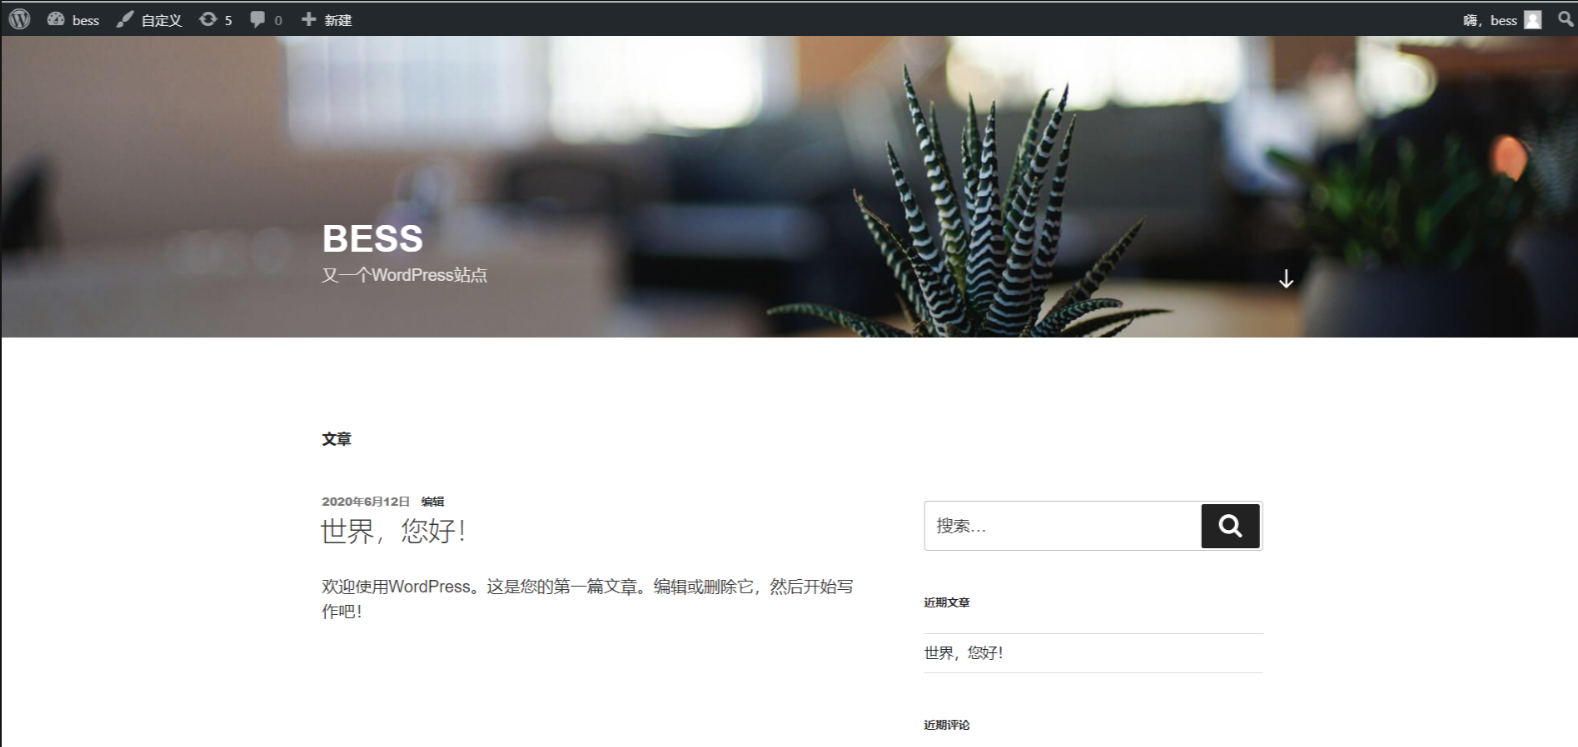 bess 自定义 5 0 新建 嗨，bess
BESS
又一个WordPress站点
文章
2020年6月12日 编辑
世界，您好！
欢迎使用WordPress。这是您的第一篇文章。编辑或删除它，然后开始写
作吧！
搜索…
近期文章
世界，您好！
近期评论